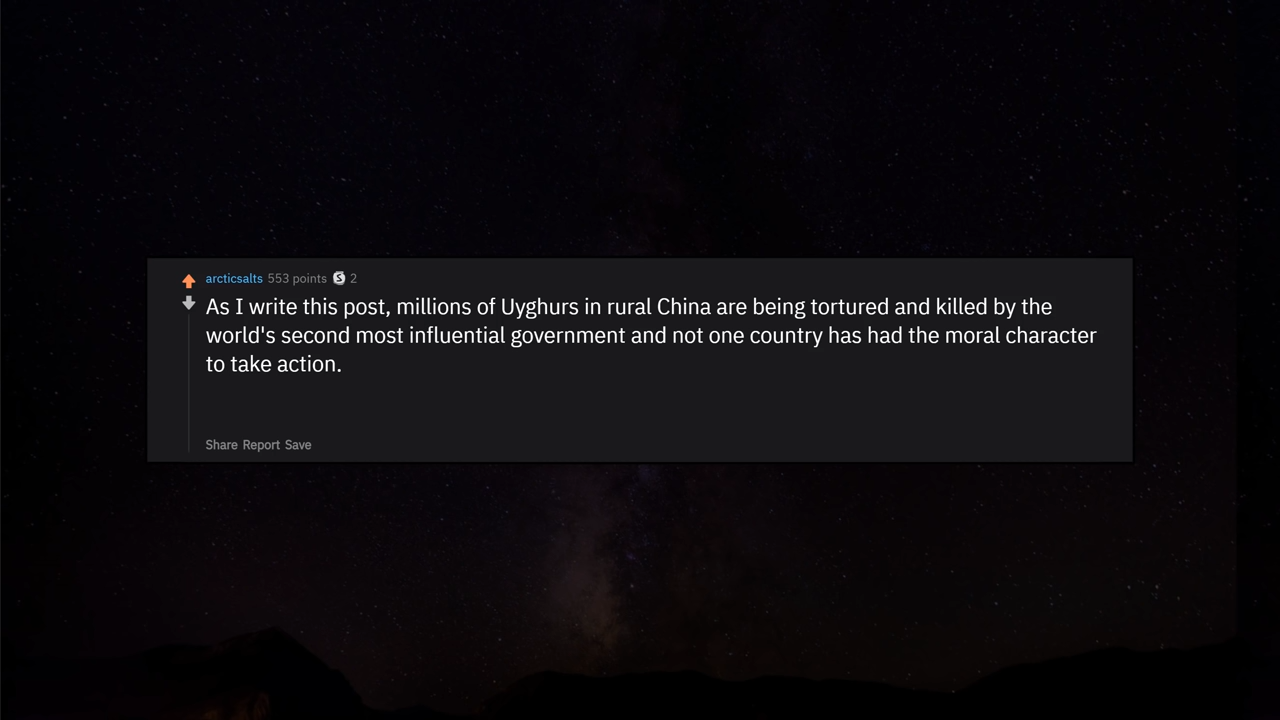 arcticsalts 553 points S 2
As I write this post, millions of Uyghurs in rural China are being tortured and killed by the
world's second most influential government and not one country has had the moral character
to take action.
Share Report Save